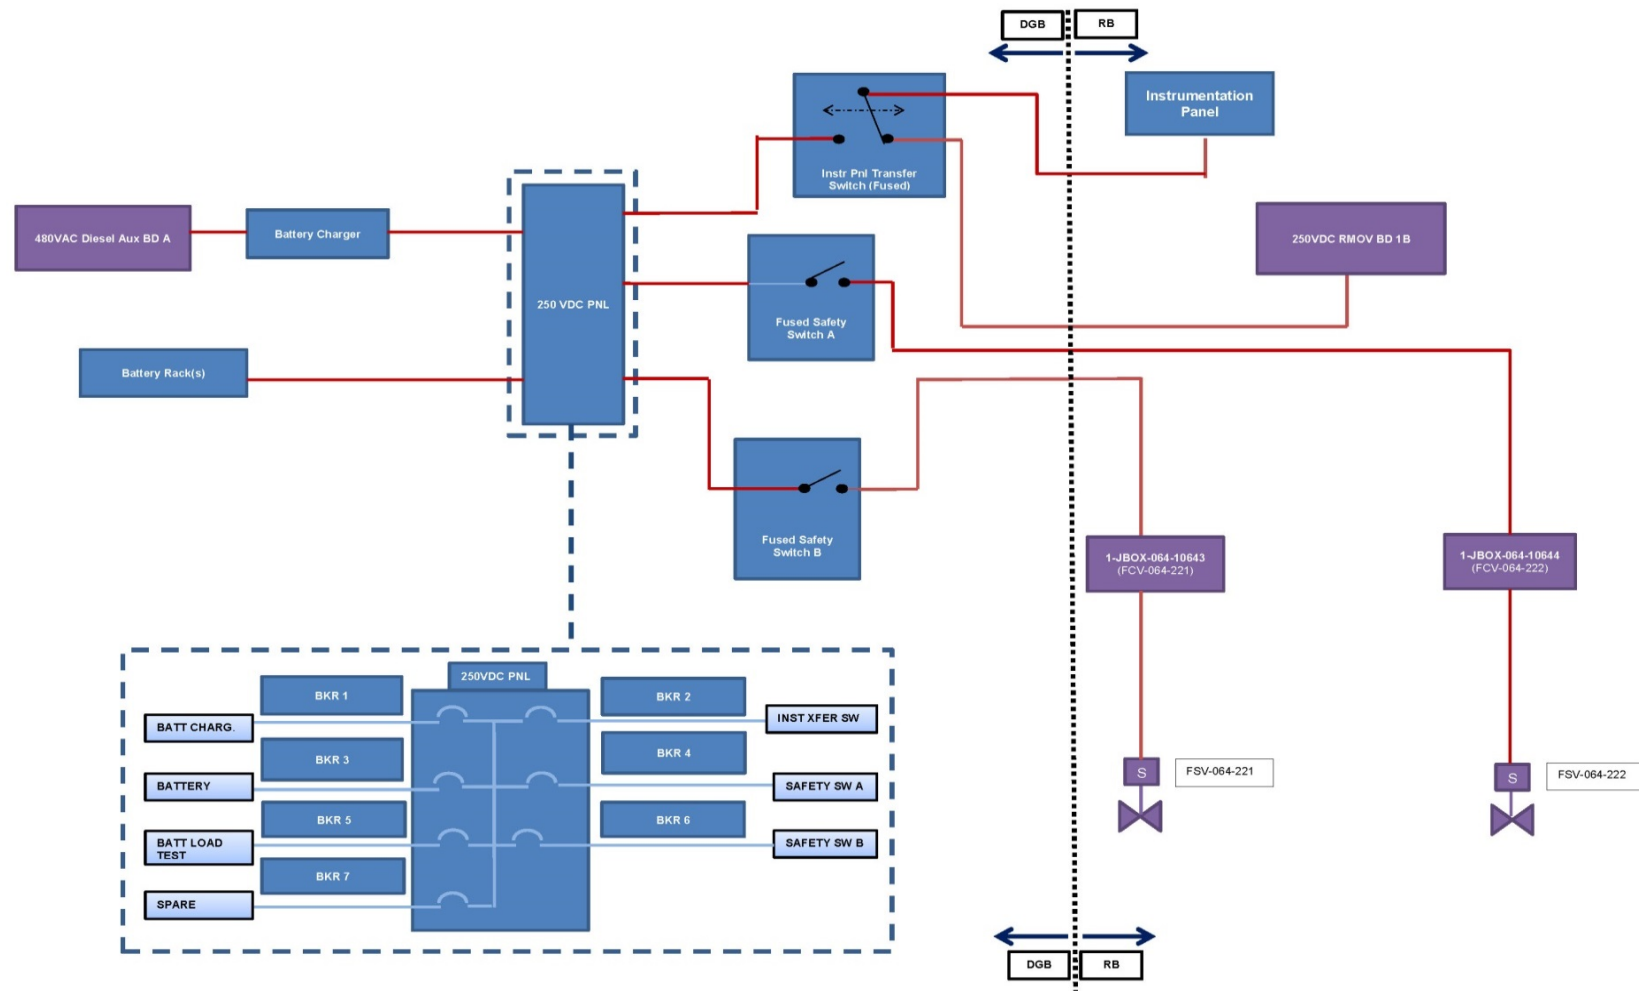 DGB
RB
Instrumentation
Panel
Instr Pnl Transfer
Switch (Fused)
480VAC Diesel Aux BD A
Battery Charger
250 VDC PNL
250VDC RMOV BD 1B
Fused Safety
Switch A
Battery Rack(s)
Fused Safety
Switch B
1-JBOX-064-10643
(FCV-064-221)
1-JBOX-064-10644
(FCV-064-222)
250VDC PNL
BKR 1
BKR 2
BATT CHARG.
INST XFER SW
BKR 3
BKR 4
BATTERY
SAFETY SW A
BKR 5
BKR 6
BATT LOAD
TEST
SAFETY SW B
BKR 7
SPARE
S
FSV-064-221
S
FSV-064-222
DGB
RB